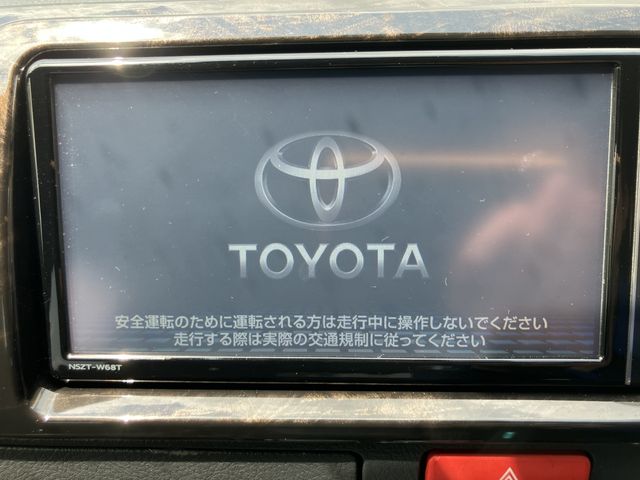 TOYOTA
安全運転のために運転される方は走行中に操作しないでください
走行する際は実際の交通規制に従ってください
NSZT-W68T